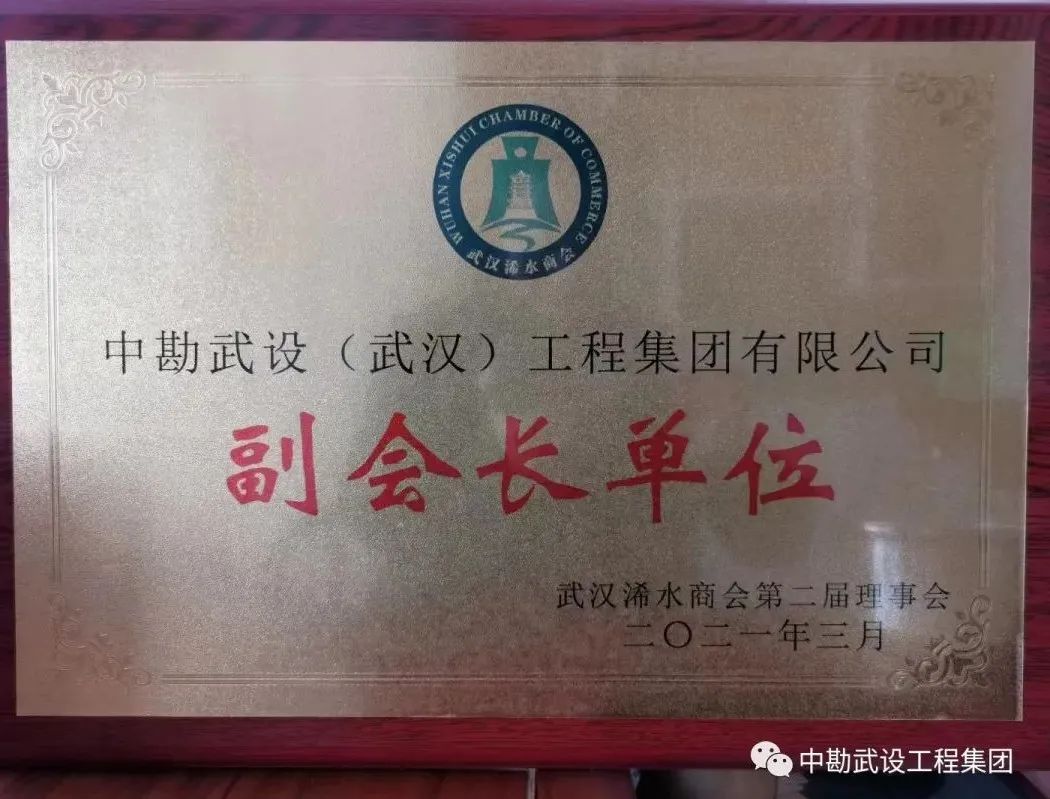 WUHAN XISHUI CHAMBER OF COMMERCE
武汉浠水商会
中勘武设（武汉）工程集团有限公司
副会长单位
武汉浠水商会第二届理事会
二〇二一年三月
中勘武设工程集团